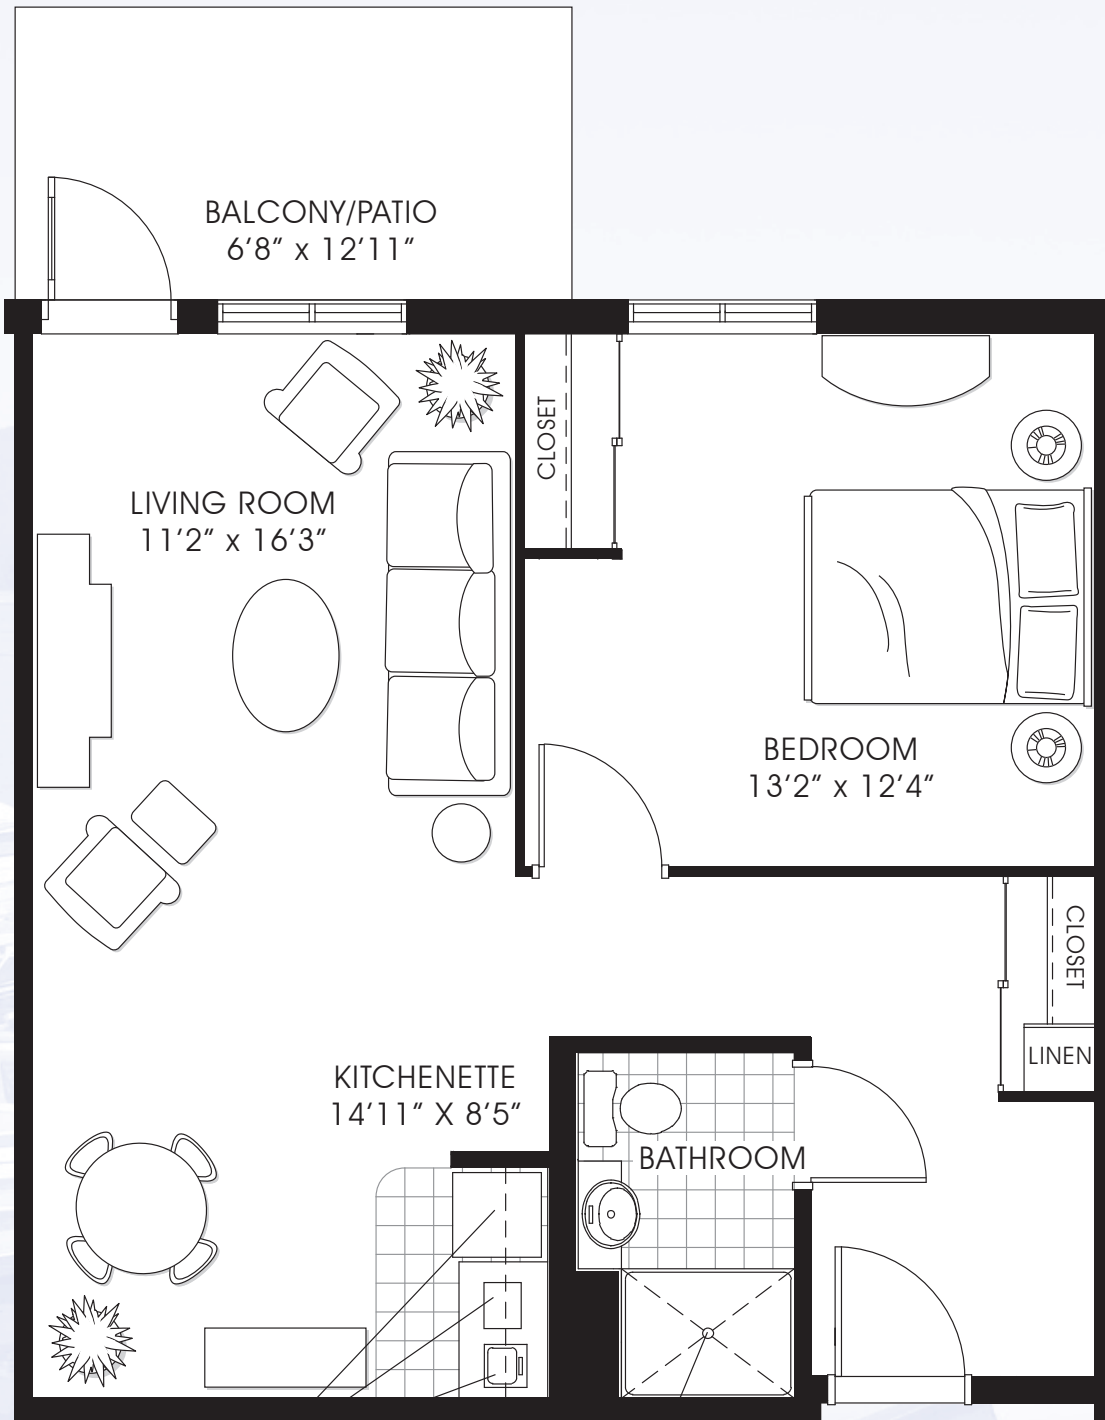 BALCONY/PATIO
6’8” x 12’11”
CLOSET
LIVING ROOM
11’2” x 16’3”
BEDROOM
13’2” x 12’4”
CLOSET
LINEN
KITCHENETTE
14’11” X 8’5”
BATHROOM